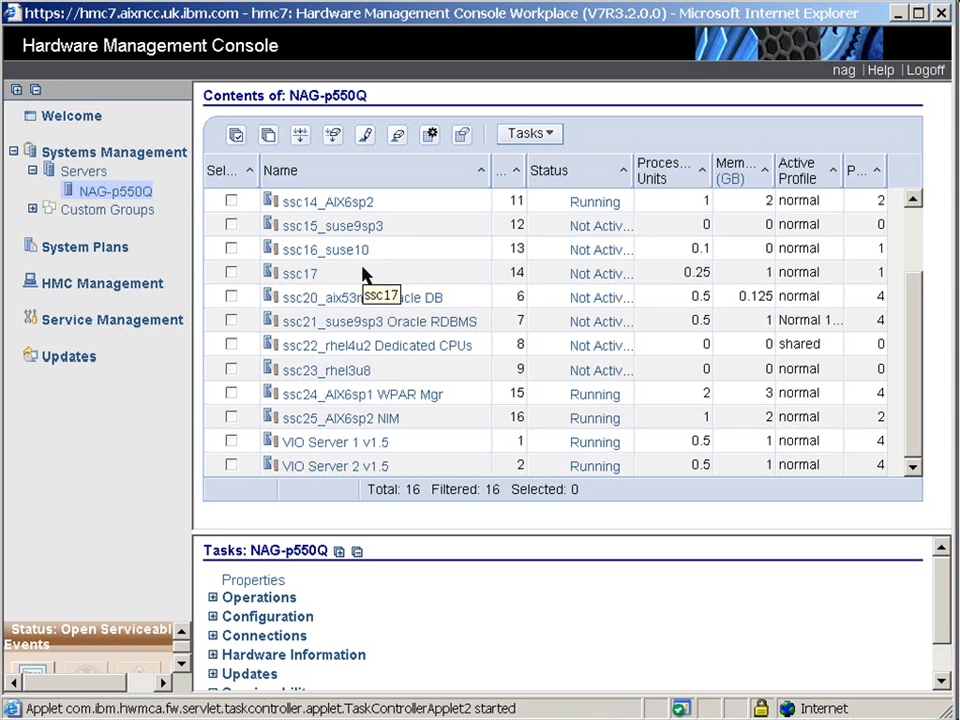 https://hmc7.aixncc.uk.ibm.com - hmc7: Hardware Management Console Workplace (V7R3.2.0.0) - Microsoft Internet Explorer
Hardware Management Console
nag | Help | Logoff
Welcome
Systems Management
Servers
NAG-p550Q
Custom Groups
System Plans
HMC Management
Service Management
Updates
Status: Open Serviceabl
Events
Contents of: NAG-p550Q
Tasks
Sel... Name ... Status Proces... Units Mem... (GB) Active Profile P...
ssc14_AIX6sp2 11 Running 1 2 normal 2
ssc15_suse9sp3 12 Not Activ... 0 0 normal 0
ssc16_suse10 13 Not Activ... 0.1 0 normal 1
ssc17 14 Not Activ... 0.25 1 normal 1
ssc20_aix53 cle DB 6 Not Activ... 0.5 0.125 normal 4
ssc17
ssc21_suse9sp3 Oracle RDBMS 7 Not Activ... 0.5 1 Normal 1... 4
ssc22_rhel4u2 Dedicated CPUs 8 Not Activ... 0 0 shared 0
ssc23_rhel3u8 9 Not Activ... 0 0 normal 0
ssc24_AIX6sp1 WPAR Mgr 15 Running 2 3 normal 4
ssc25_AIX6sp2 NIM 16 Running 1 2 normal 2
VIO Server 1 v1.5 1 Running 0.5 1 normal 4
VIO Server 2 v1.5 2 Running 0.5 1 normal 4
Total: 16 Filtered: 16 Selected: 0
Tasks: NAG-p550Q
Properties
Operations
Configuration
Connections
Hardware Information
Updates
Applet com.ibm.hwmca.fw.servlet.taskcontroller.applet.TaskControllerApplet2 started
Internet